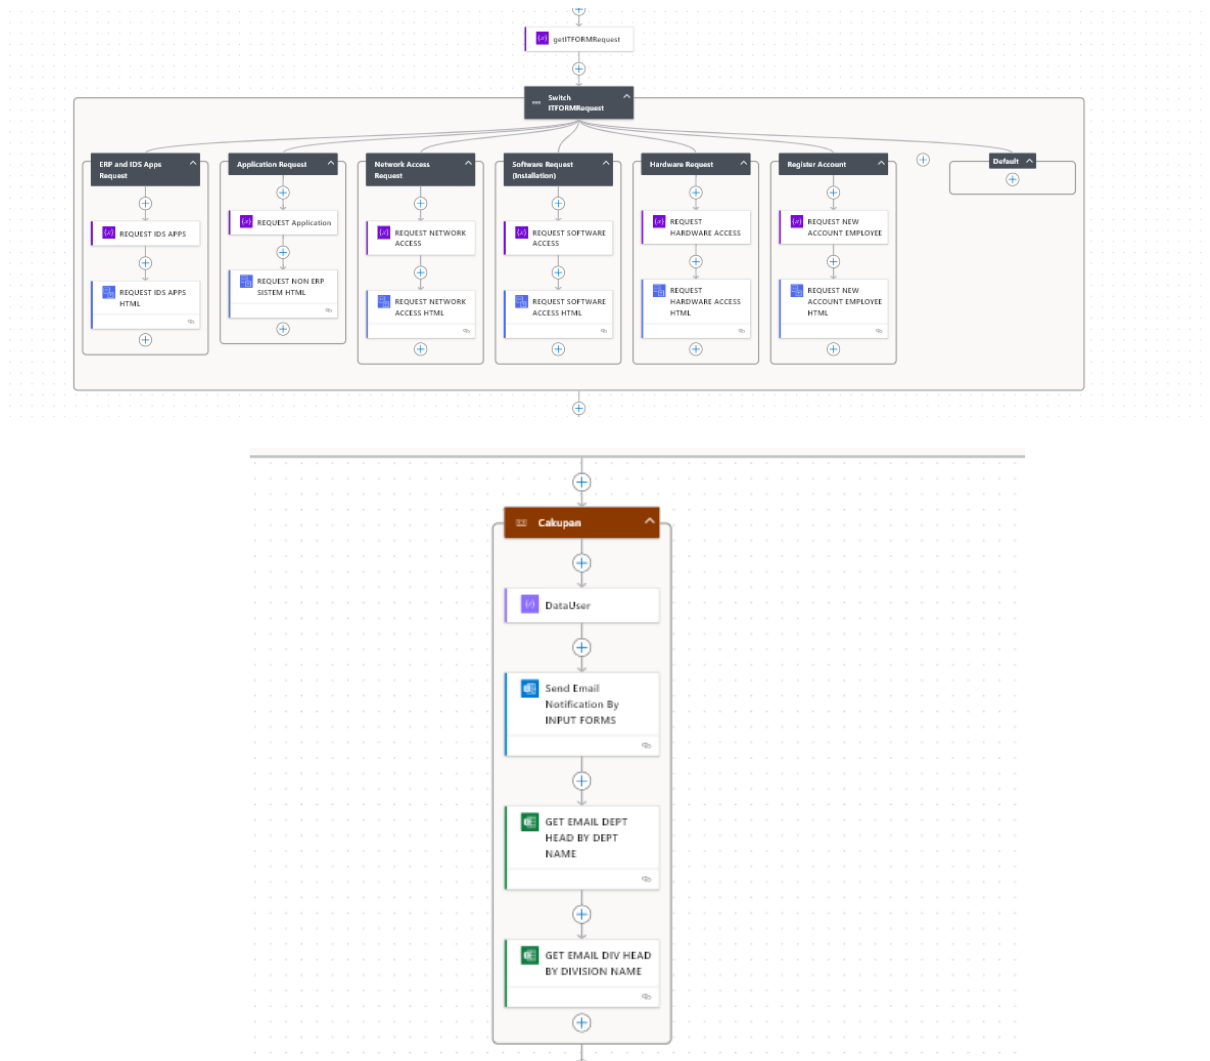 getITFORMRequest
Switch
ITFORMRequest
ERP and IDS Apps
Request
REQUEST IDS APPS
REQUEST IDS APPS
HTML
Application Request
REQUEST Application
REQUEST NON ERP
SISTEM HTML
Network Access
Request
REQUEST NETWORK
ACCESS
REQUEST NETWORK
ACCESS HTML
Software Request
(Installation)
REQUEST SOFTWARE
ACCESS
REQUEST SOFTWARE
ACCESS HTML
Hardware Request
REQUEST
HARDWARE ACCESS
REQUEST
HARDWARE ACCESS
HTML
Register Account
REQUEST NEW
ACCOUNT EMPLOYEE
REQUEST NEW
ACCOUNT EMPLOYEE
HTML
Default
Cakupan
DataUser
Send Email
Notification By
INPUT FORMS
GET EMAIL DEPT
HEAD BY DEPT
NAME
GET EMAIL DIV HEAD
BY DIVISION NAME